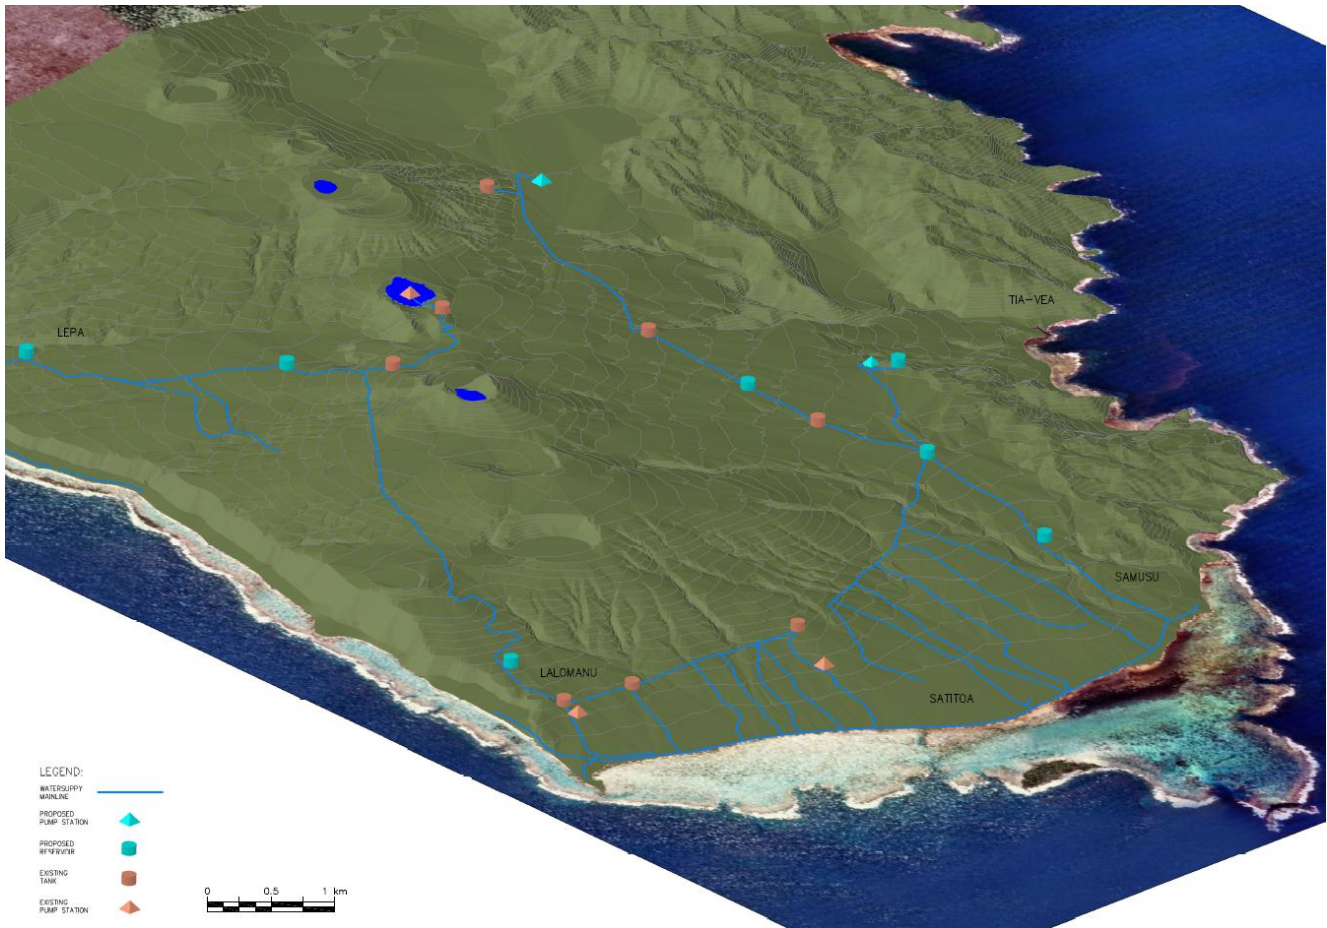 TIA-VEA
LEPA
SAMUSU
LALOMANU
SATITOA
LEGEND:
WATERSUPPY
MAINLINE
PROPOSED
PUMP STATION
PROPOSED
RESERVOIR
EXISTING
TANK
EXISTING
PUMP STATION
0 0.5 1 km